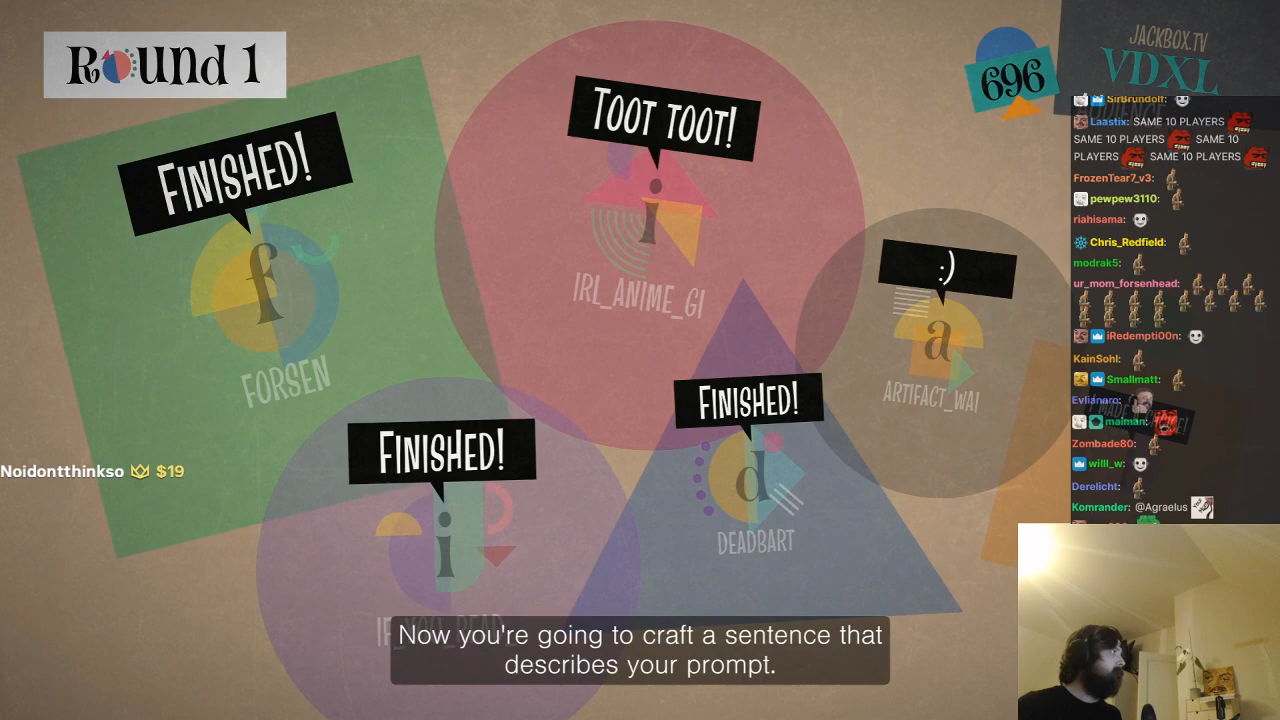 Round 1
696
JACKBOX.TV
VDXL
FINISHED!
f
FORSEN
TOOT TOOT!
i
IRL_ANIME_GI
:)
a
ARTIFACT_WAI
FINISHED!
i
FINISHED!
d
DEADBART
Noidontthinkso $19
Now you're going to craft a sentence that
describes your prompt.
SirBrundolf:
Laastix: SAME 10 PLAYERS
SAME 10 PLAYERS SAME 10
PLAYERS SAME 10 PLAYERS
FrozenTear7_v3:
pewpew3110:
riahisama:
Chris_Redfield:
modrak5:
ur_mom_forsenhead:
iRedempti00n:
KainSohl:
Smallmatt:
Evlianaro:
malman:
Zombade80:
willl_w:
Derelicht:
Komrander: @Agraelus